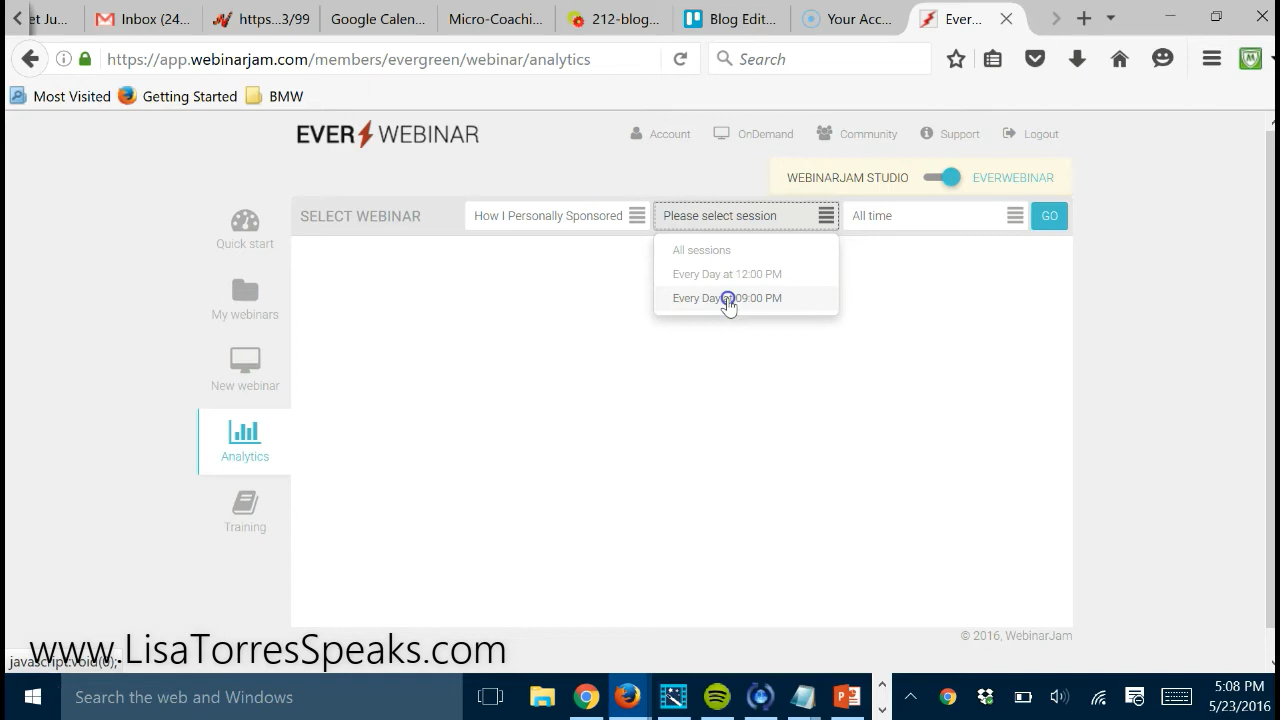 et Ju...
Inbox (24...
https...3/99
Google Calen...
Micro-Coachi...
212-blog...
Blog Edit...
Your Acc...
Ever...
https://app.webinarjam.com/members/evergreen/webinar/analytics
Search
Most Visited
Getting Started
BMW
EVER WEBINAR
Account
OnDemand
Community
Support
Logout
WEBINARJAM STUDIO
EVERWEBINAR
SELECT WEBINAR
How I Personally Sponsored
Please select session
All time
GO
All sessions
Every Day at 12:00 PM
Every Day at 09:00 PM
Quick start
My webinars
New webinar
Analytics
Training
© 2016, WebinarJam
www.LisaTorresSpeaks.com
javascript:void(0);
Search the web and Windows
5:08 PM
5/23/2016